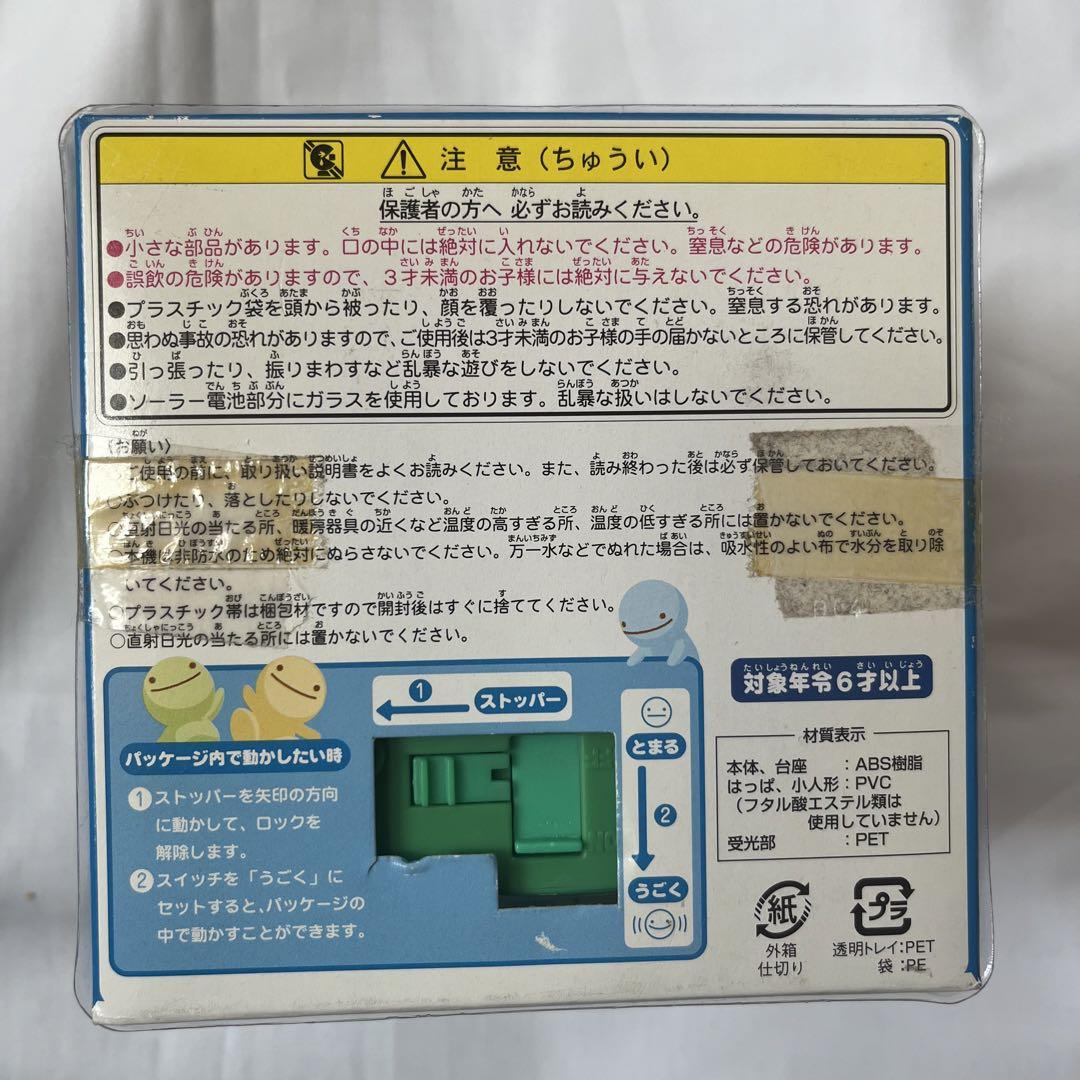 注 意（ちゅうい）
保護者の方へ 必ずお読みください。
●小さな部品があります。口の中には絶対に入れないでください。窒息などの危険があります。
●誤飲の危険がありますので、3才未満のお子様には絶対に与えないでください。
●プラスチック袋を頭から被ったり、顔を覆ったりしないでください。窒息する恐れがあります。
●思わぬ事故の恐れがありますので、ご使用後は3才未満のお子様の手の届かないところに保管してください。
●引っ張ったり、振りまわすなど乱暴な遊びをしないでください。
●ソーラー電池部分にガラスを使用しております。乱暴な扱いはしないでください。
〈お願い〉
○ご使用の前に、取り扱い説明書をよくお読みください。また、読み終わった後は必ず保管しておいてください。
○ぶつけたり、落としたりしないでください。
○直射日光の当たる所、暖房器具の近くなど温度の高すぎる所、温度の低すぎる所には置かないでください。
○本機は非防水のため絶対にぬらさないでください。万一水などでぬれた場合は、吸水性のよい布で水分を取り除
いてください。
○プラスチック帯は梱包材ですので開封後はすぐに捨ててください。
○直射日光の当たる所には置かないでください。
パッケージ内で動かしたい時
①ストッパーを矢印の方向
に動かして、ロックを
解除します。
②スイッチを「うごく」に
セットすると、パッケージの
中で動かすことができます。
① ストッパー
とまる
②
うごく
対象年令6才以上
材質表示
本体、台座 ：ABS樹脂
はっぱ、小人形：PVC
（フタル酸エステル類は
使用していません）
受光部 ：PET
紙
外箱
仕切り
プラ
透明トレイ：PET
袋：PE